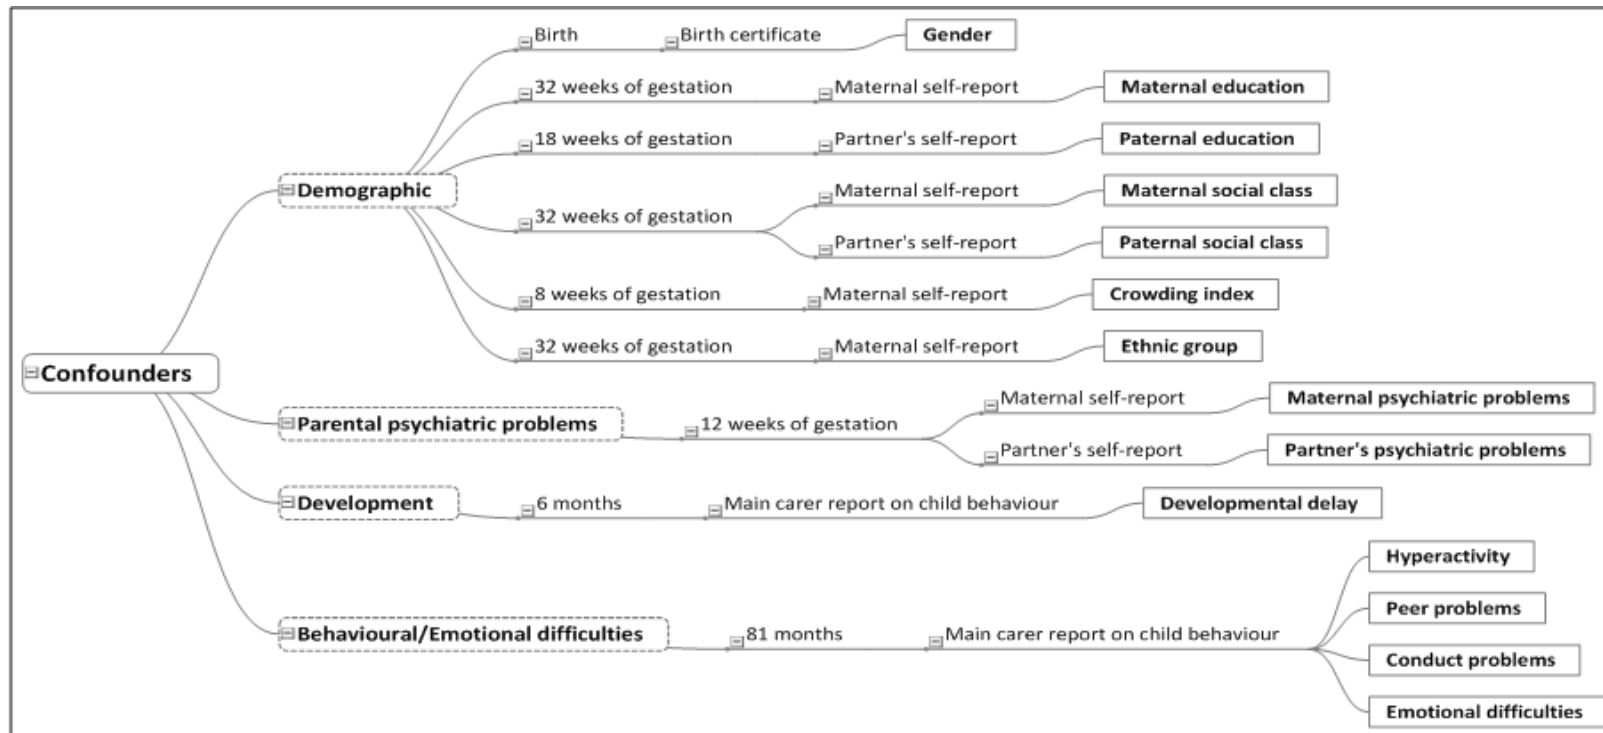 Birth Birth certificate Gender
32 weeks of gestation Maternal self-report Maternal education
18 weeks of gestation Partner's self-report Paternal education
Demographic
32 weeks of gestation
Maternal self-report Maternal social class
Partner's self-report Paternal social class
8 weeks of gestation Maternal self-report Crowding index
32 weeks of gestation Maternal self-report Ethnic group
Confounders
Parental psychiatric problems 12 weeks of gestation
Maternal self-report Maternal psychiatric problems
Partner's self-report Partner's psychiatric problems
Development 6 months Main carer report on child behaviour Developmental delay
Behavioural/Emotional difficulties 81 months Main carer report on child behaviour
Hyperactivity
Peer problems
Conduct problems
Emotional difficulties